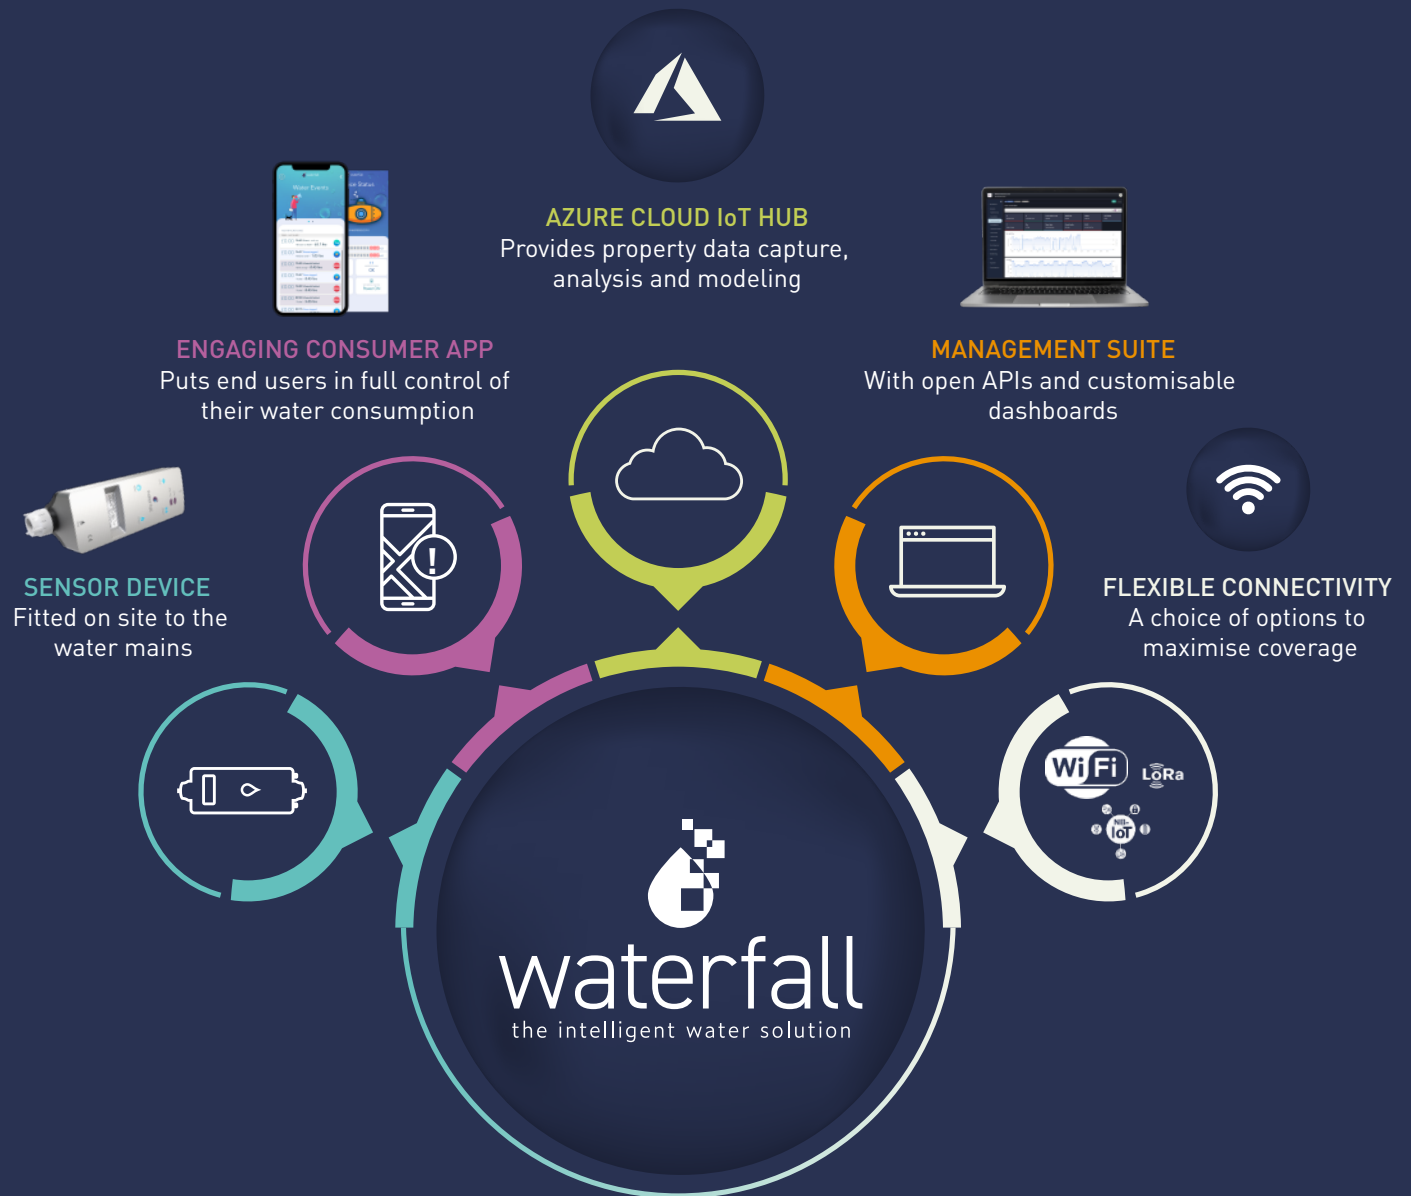 AZURE CLOUD IoT HUB
Provides property data capture,
analysis and modeling
Water Events
ENGAGING CONSUMER APP
Puts end users in full control of
their water consumption
MANAGEMENT SUITE
With open APIs and customisable
dashboards
SENSOR DEVICE
Fitted on site to the
water mains
!
FLEXIBLE CONNECTIVITY
A choice of options to
maximise coverage
WiFi
LoRa
NB-
IoT
waterfall
the intelligent water solution